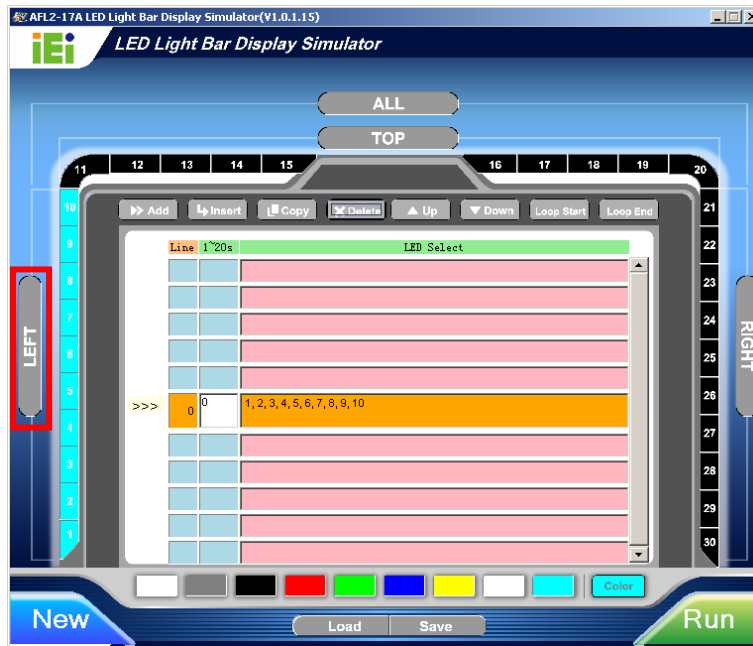 AFL2-17A LED Light Bar Display Simulator(V1.0.1.15)
iEi
LED Light Bar Display Simulator
ALL
TOP
11 12 13 14 15 16 17 18 19 20
Add Insert Copy Delete Up Down Loop Start Loop End
Line 1~20s LED Select
10 21
9 22
8 23
7 24
6 25
5 26
4 27
3 28
2 29
1 30
LEFT
RIGHT
>>> 0 0 1,2,3,4,5,6,7,8,9,10
Color
New Load Save Run